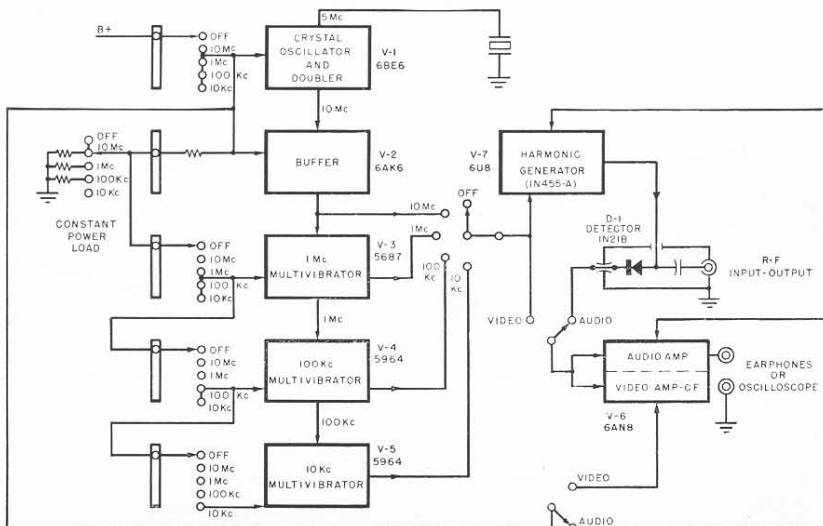 B+
OFF
10Mc
1Mc
100 Kc
10Kc
5Mc
CRYSTAL
OSCILLATOR
AND
DOUBLER
V-1
6BE6
10Mc
OFF
10Mc
1Mc
100Kc
10Kc
CONSTANT
POWER
LOAD
BUFFER
V-2
6AK6
V-7
6U8
HARMONIC
GENERATOR
(IN455-A)
OFF
10Mc
1Mc
100
Kc
10
Kc
D-1
DETECTOR
IN21B
R-F
INPUT-OUTPUT
OFF
10Mc
1Mc
100 Kc
10Kc
1Mc
MULTIVIBRATOR
V-3
5687
1Mc
VIDEO
AUDIO
OFF
10Mc
1Mc
100 Kc
10Kc
100Kc
MULTIVIBRATOR
V-4
5964
100Kc
AUDIO AMP
VIDEO AMP-CF
EARPHONES
OR
OSCILLOSCOPE
V-6
6AN8
OFF
10Mc
1Mc
100Kc
10Kc
10Kc
MULTIVIBRATOR
V-5
5964
VIDEO
AUDIO